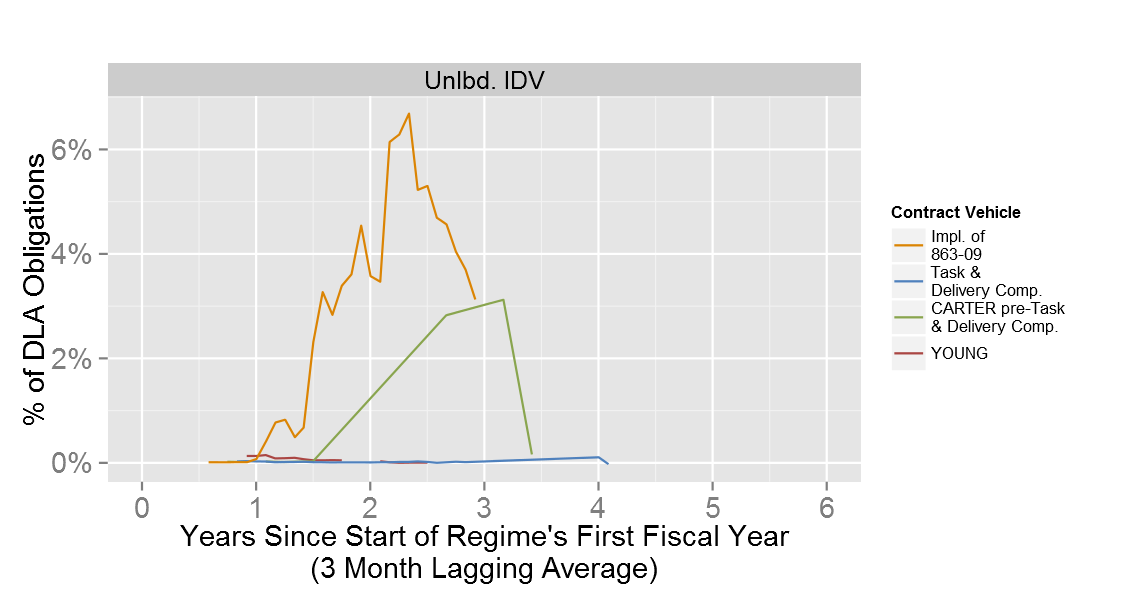 Unlbd. IDV
% of DLA Obligations
6%
4%
2%
0%
0 1 2 3 4 5 6
Years Since Start of Regime's First Fiscal Year
(3 Month Lagging Average)
Contract Vehicle
Impl. of
863-09
Task &
Delivery Comp.
CARTER pre-Task
& Delivery Comp.
YOUNG